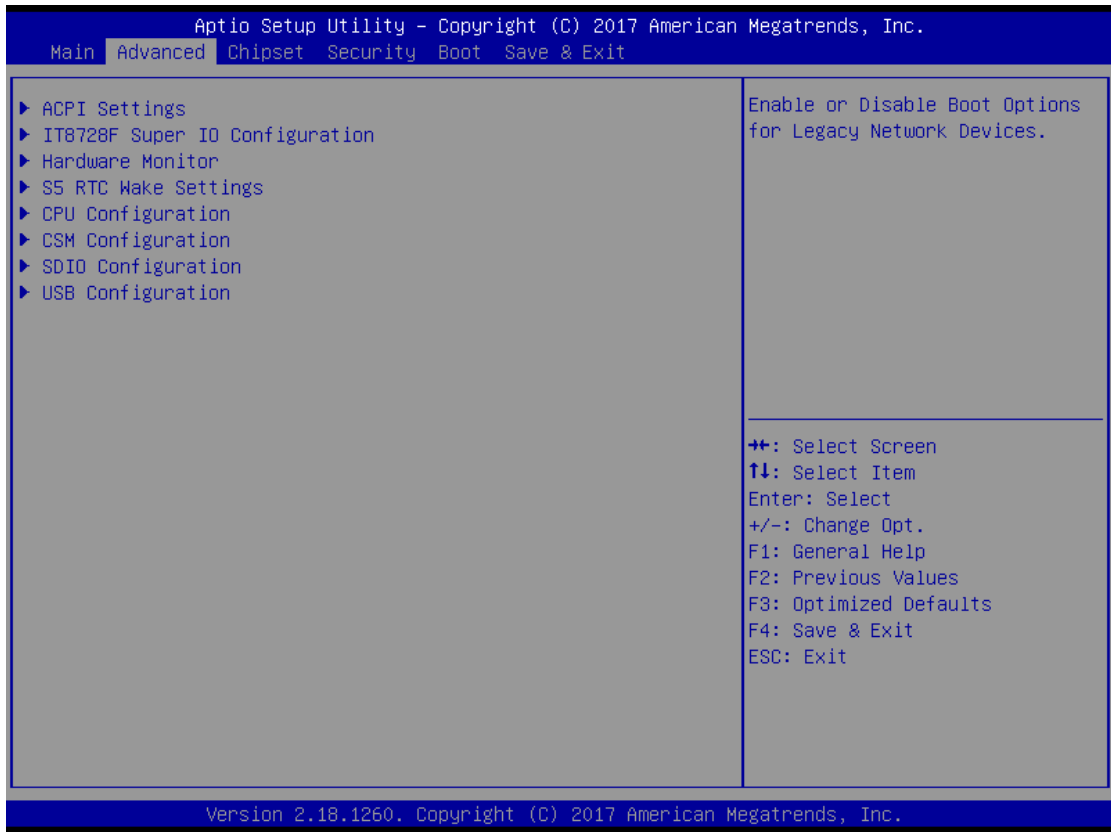 Aptio Setup Utility – Copyright (C) 2017 American Megatrends, Inc.
Main Advanced Chipset Security Boot Save & Exit
▶ ACPI Settings
▶ IT8728F Super IO Configuration
▶ Hardware Monitor
▶ S5 RTC Wake Settings
▶ CPU Configuration
▶ CSM Configuration
▶ SDIO Configuration
▶ USB Configuration
Enable or Disable Boot Options
for Legacy Network Devices.
→←: Select Screen
↑↓: Select Item
Enter: Select
+/-: Change Opt.
F1: General Help
F2: Previous Values
F3: Optimized Defaults
F4: Save & Exit
ESC: Exit
Version 2.18.1260. Copyright (C) 2017 American Megatrends, Inc.